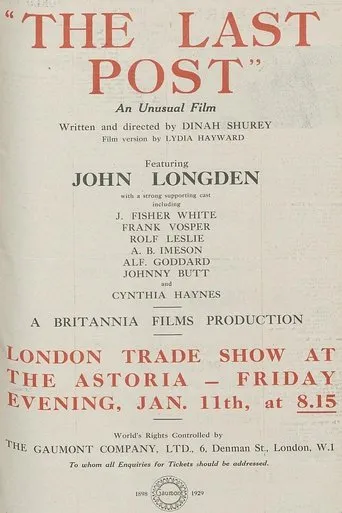 "THE LAST
POST"
An Unusual Film
Written and directed by DINAH SHUREY
Film version by LYDIA HAYWARD
Featuring
JOHN LONGDEN
with a strong supporting cast
including
J. FISHER WHITE
FRANK VOSPER
ROLF LESLIE
A. B. IMESON
ALF. GODDARD
JOHNNY BUTT
and
CYNTHIA HAYNES
A BRITANNIA FILMS PRODUCTION
LONDON TRADE SHOW AT
THE ASTORIA — FRIDAY
EVENING, JAN. 11th, at 8.15
World's Rights Controlled by
THE GAUMONT COMPANY, LTD., 6, Denman St., London, W.1
To whom all Enquiries for Tickets should be addressed.
1898 Gaumont 1929